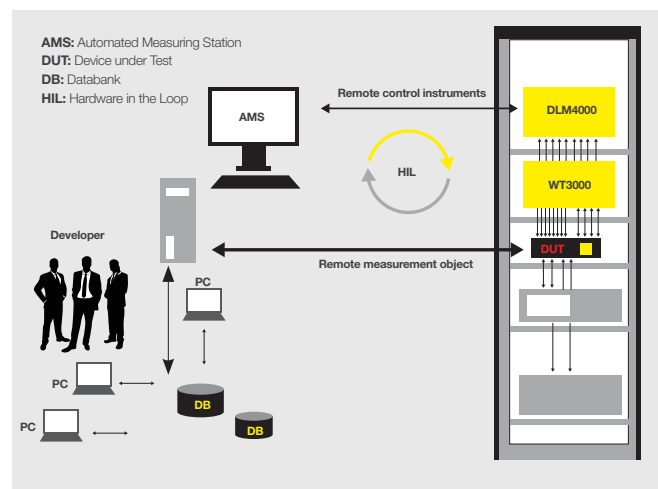 AMS: Automated Measuring Station
DUT: Device under Test
DB: Databank
HIL: Hardware in the Loop
Remote control instruments
AMS
DLM4000
HIL
WT3000
Developer
DUT
Remote measurement object
PC
PC
DB
PC
DB